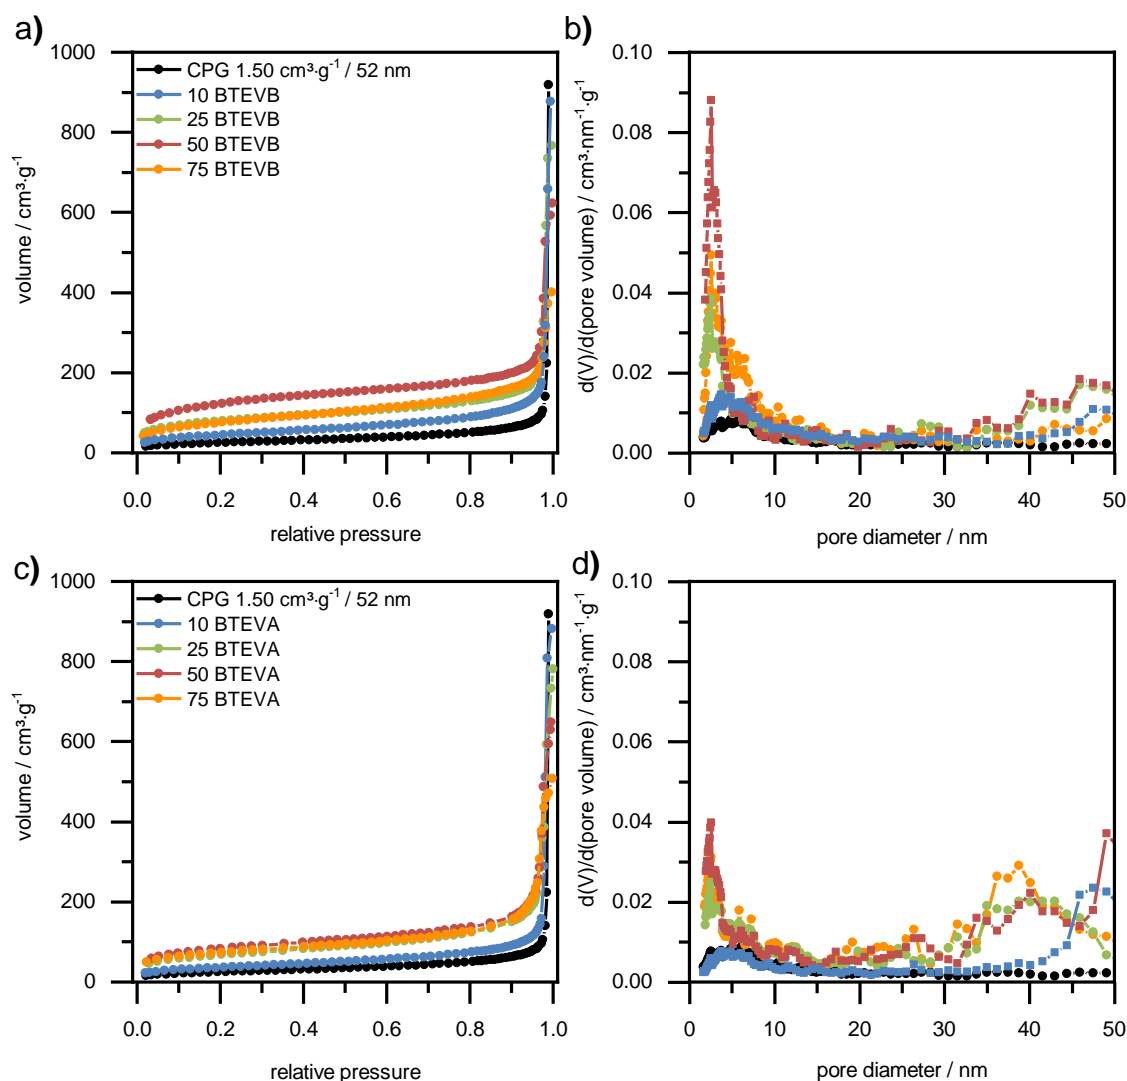 a)
1000
800
600
400
200
0
volume / cm³·g⁻¹
CPG 1.50 cm³·g⁻¹ / 52 nm
10 BTEVB
25 BTEVB
50 BTEVB
75 BTEVB
0.0 0.2 0.4 0.6 0.8 1.0
relative pressure
b)
0.10
0.08
0.06
0.04
0.02
0.00
d(V)/d(pore volume) / cm³·nm⁻¹·g⁻¹
0 10 20 30 40 50
pore diameter / nm
c)
1000
800
600
400
200
0
volume / cm³·g⁻¹
CPG 1.50 cm³·g⁻¹ / 52 nm
10 BTEVA
25 BTEVA
50 BTEVA
75 BTEVA
0.0 0.2 0.4 0.6 0.8 1.0
relative pressure
d)
0.10
0.08
0.06
0.04
0.02
0.00
d(V)/d(pore volume) / cm³·nm⁻¹·g⁻¹
0 10 20 30 40 50
pore diameter / nm